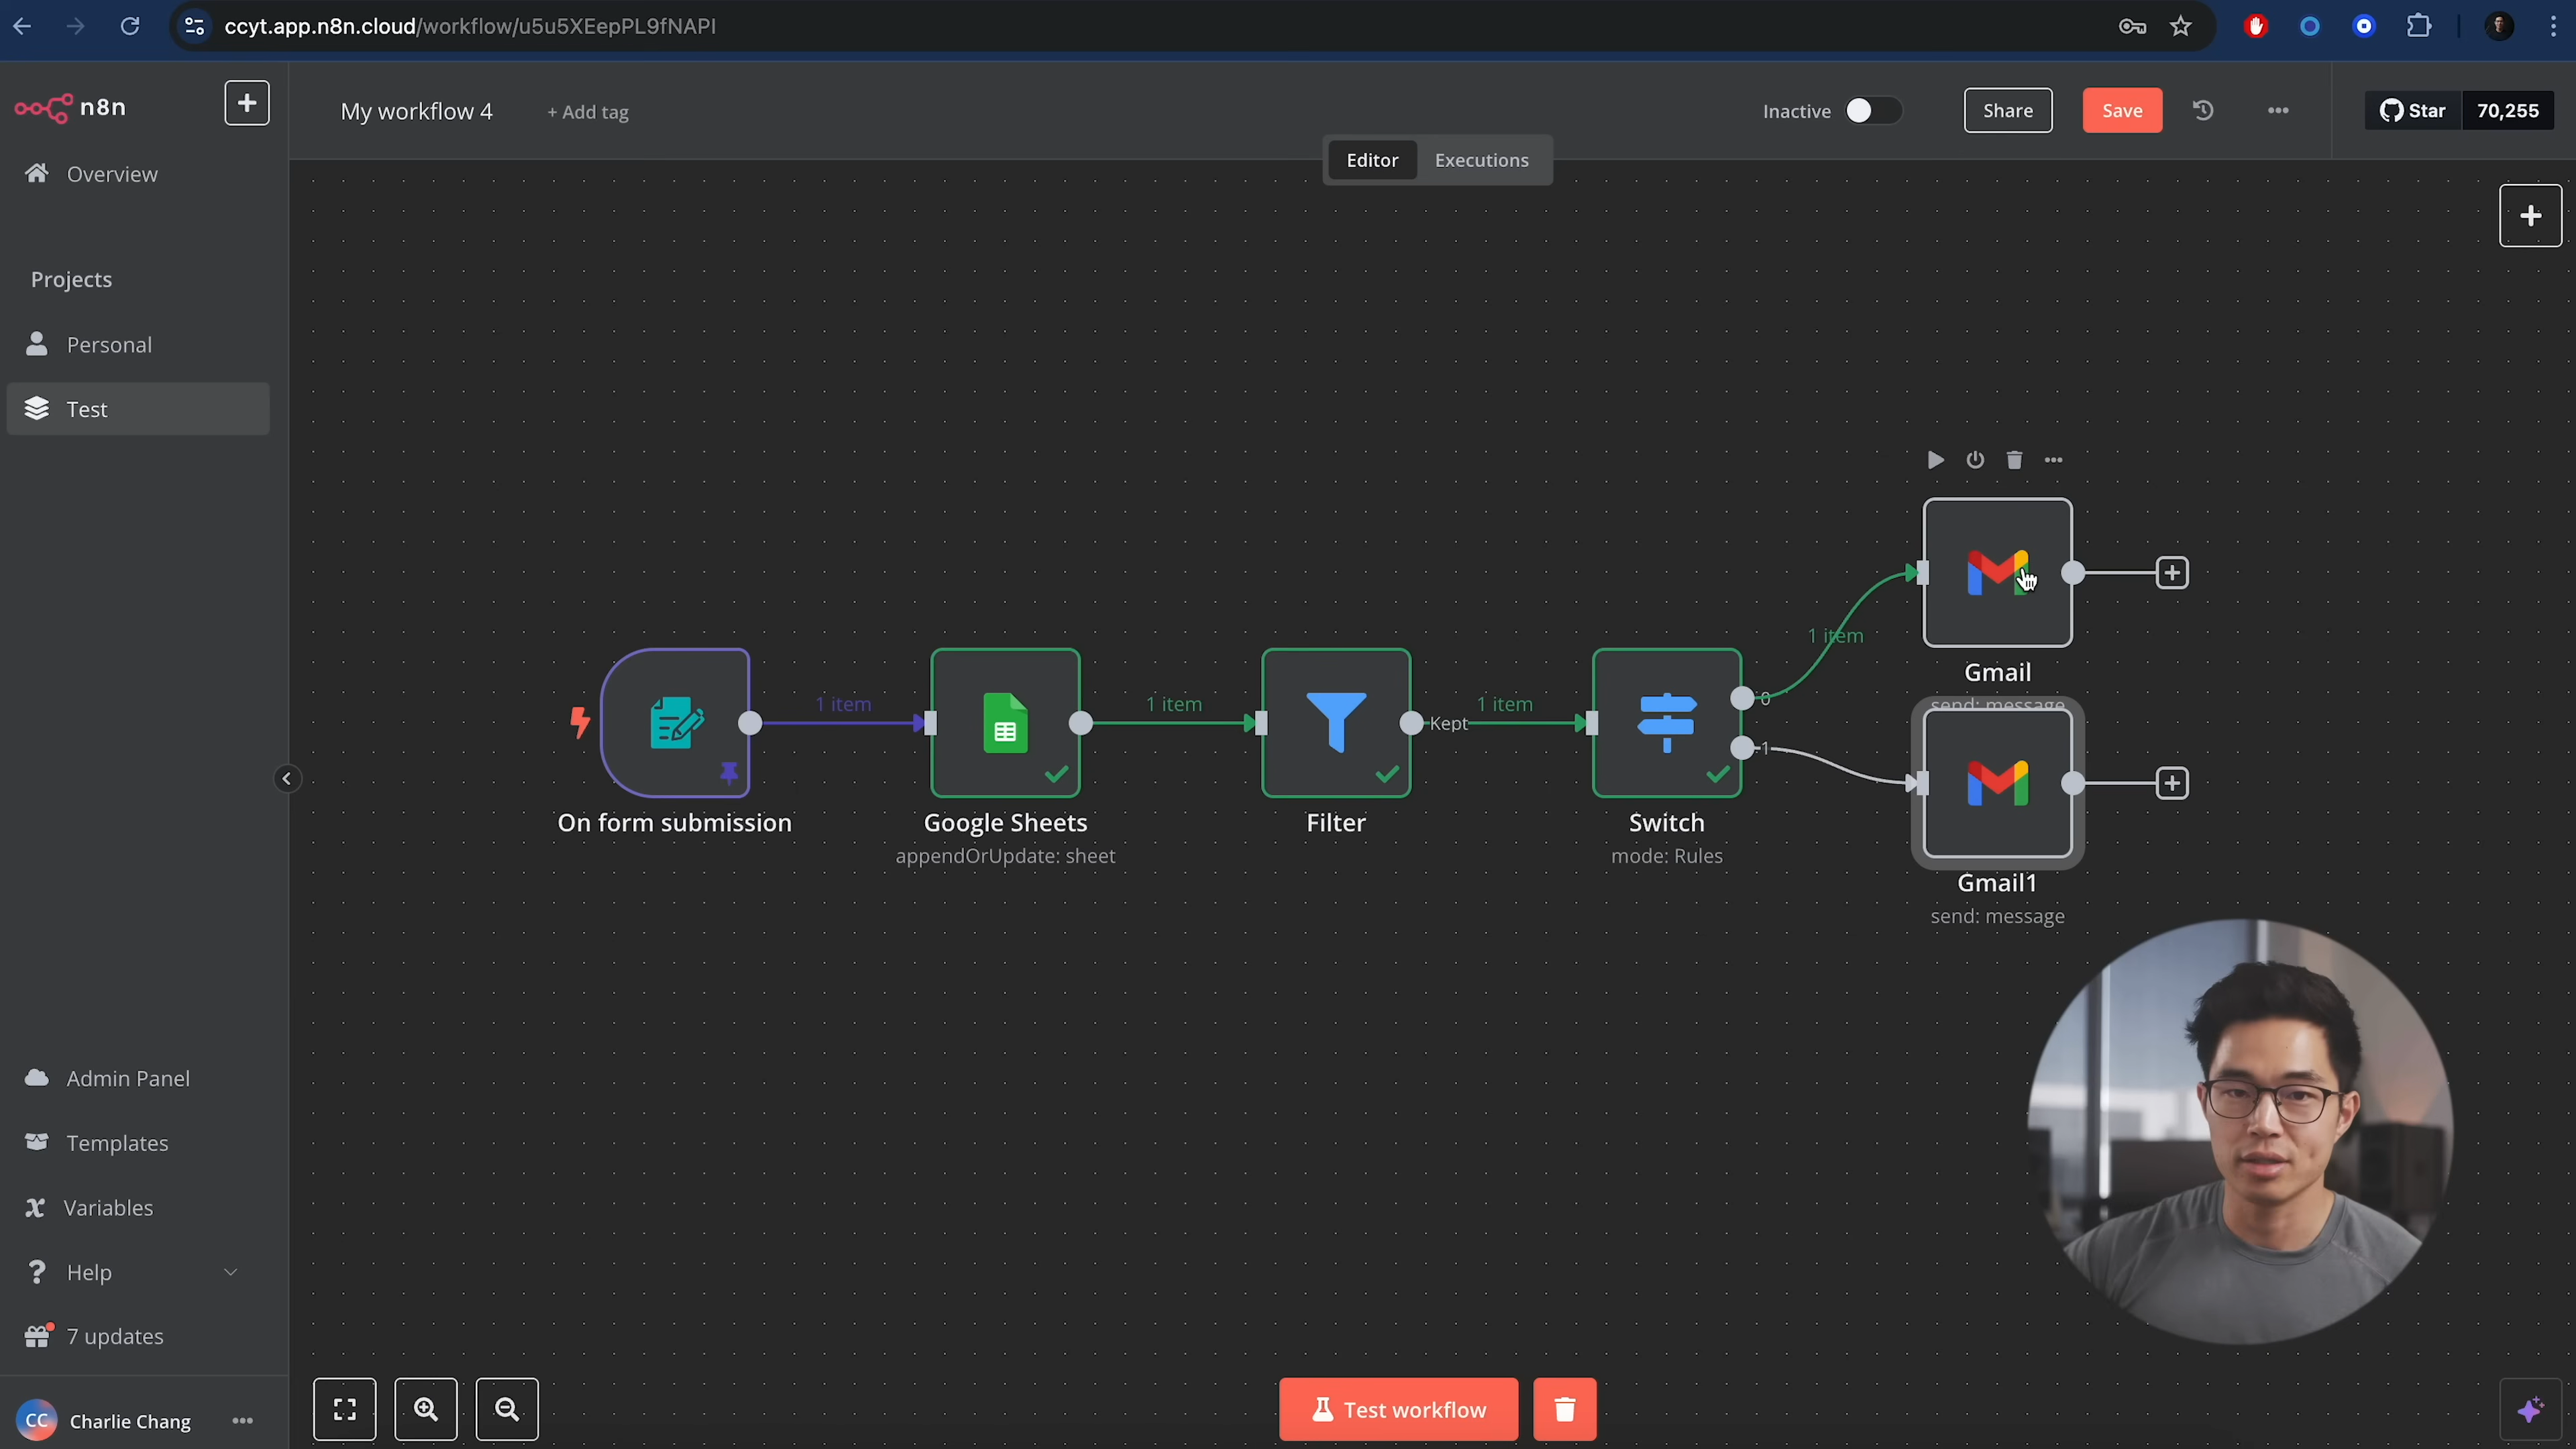 ccyt.app.n8n.cloud/workflow/u5u5XEepPL9fNAPI
n8n
My workflow 4
+ Add tag
Inactive
Share
Save
Star
70,255
Editor
Executions
Overview
Projects
Personal
Test
1 item
1 item
Kept
1 item
0
1
1 item
On form submission
Google Sheets
appendOrUpdate: sheet
Filter
Switch
mode: Rules
Gmail
send: message
Gmail1
send: message
Admin Panel
Templates
Variables
Help
7 updates
CC
Charlie Chang
Test workflow